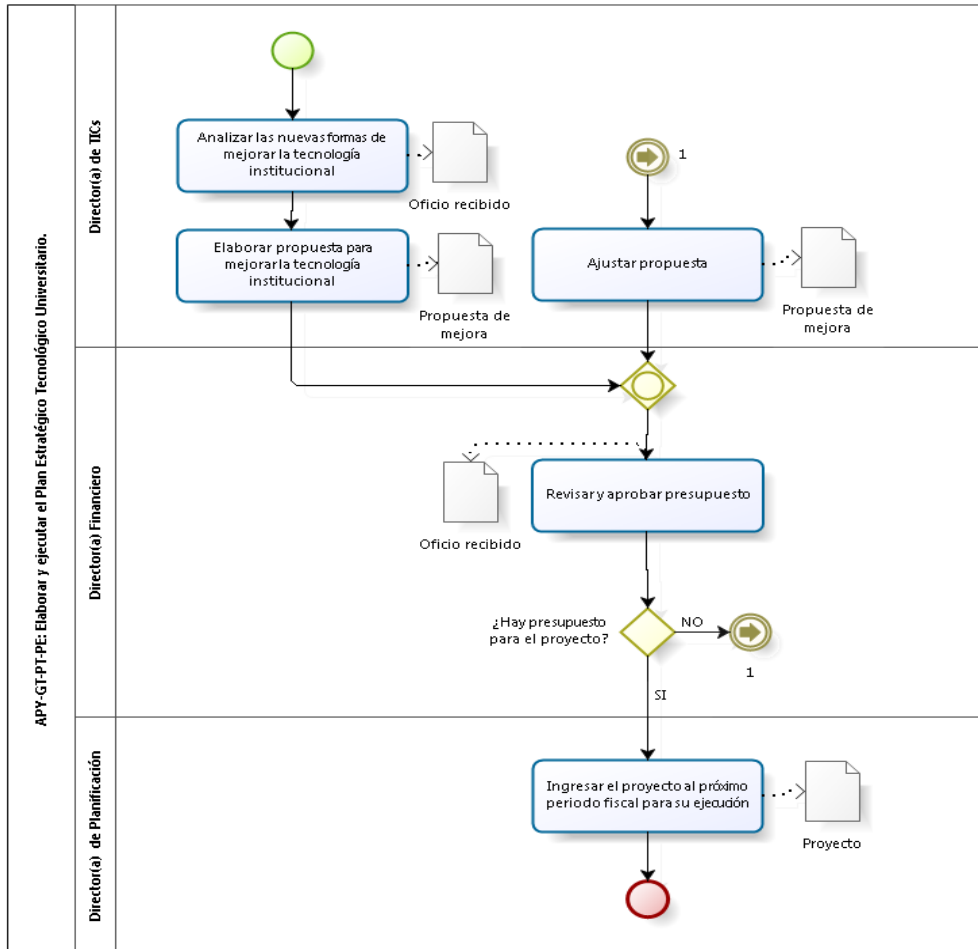 APY-GT-PT-PE: Elaborar y ejecutar el Plan Estratégico Tecnológico Universitario.
Director(a) de TICs
Analizar las nuevas formas de
mejorar la tecnología
institucional
Oficio recibido
1
Elaborar propuesta para
mejorar la tecnología
institucional
Propuesta de
mejora
Ajustar propuesta
Propuesta de
mejora
Director(a) Financiero
Revisar y aprobar presupuesto
Oficio recibido
¿Hay presupuesto
para el proyecto?
NO
1
SI
Director(a) de Planificación
Ingresar el proyecto al próximo
periodo fiscal para su ejecución
Proyecto